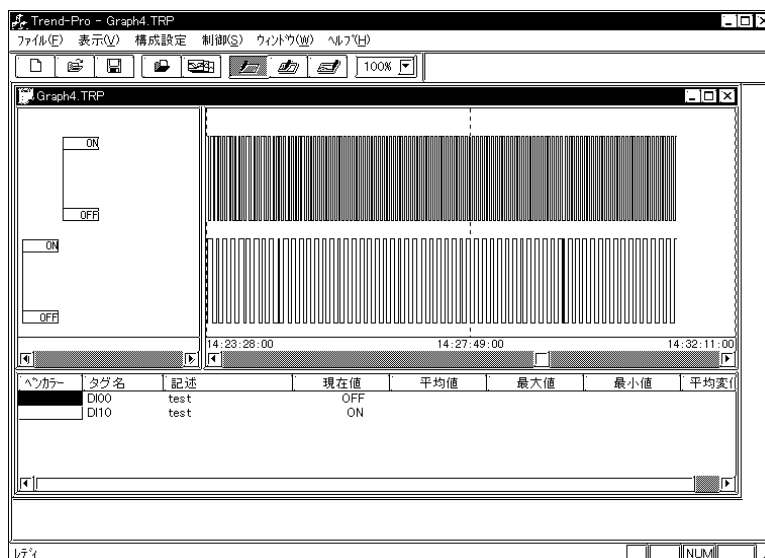 Trend-Pro - Graph4.TRP
ファイル(F) 表示(V) 構成設定 制御(S) ウィンドウ(W) ヘルプ(H)
100%
Graph4.TRP
ON
OFF
ON
OFF
14:23:28:00 14:27:49:00 14:32:11:00
ペンカラー タグ名 記述 現在値 平均値 最大値 最小値 平均変化
DI00 test OFF
DI10 test ON
レディ NUM